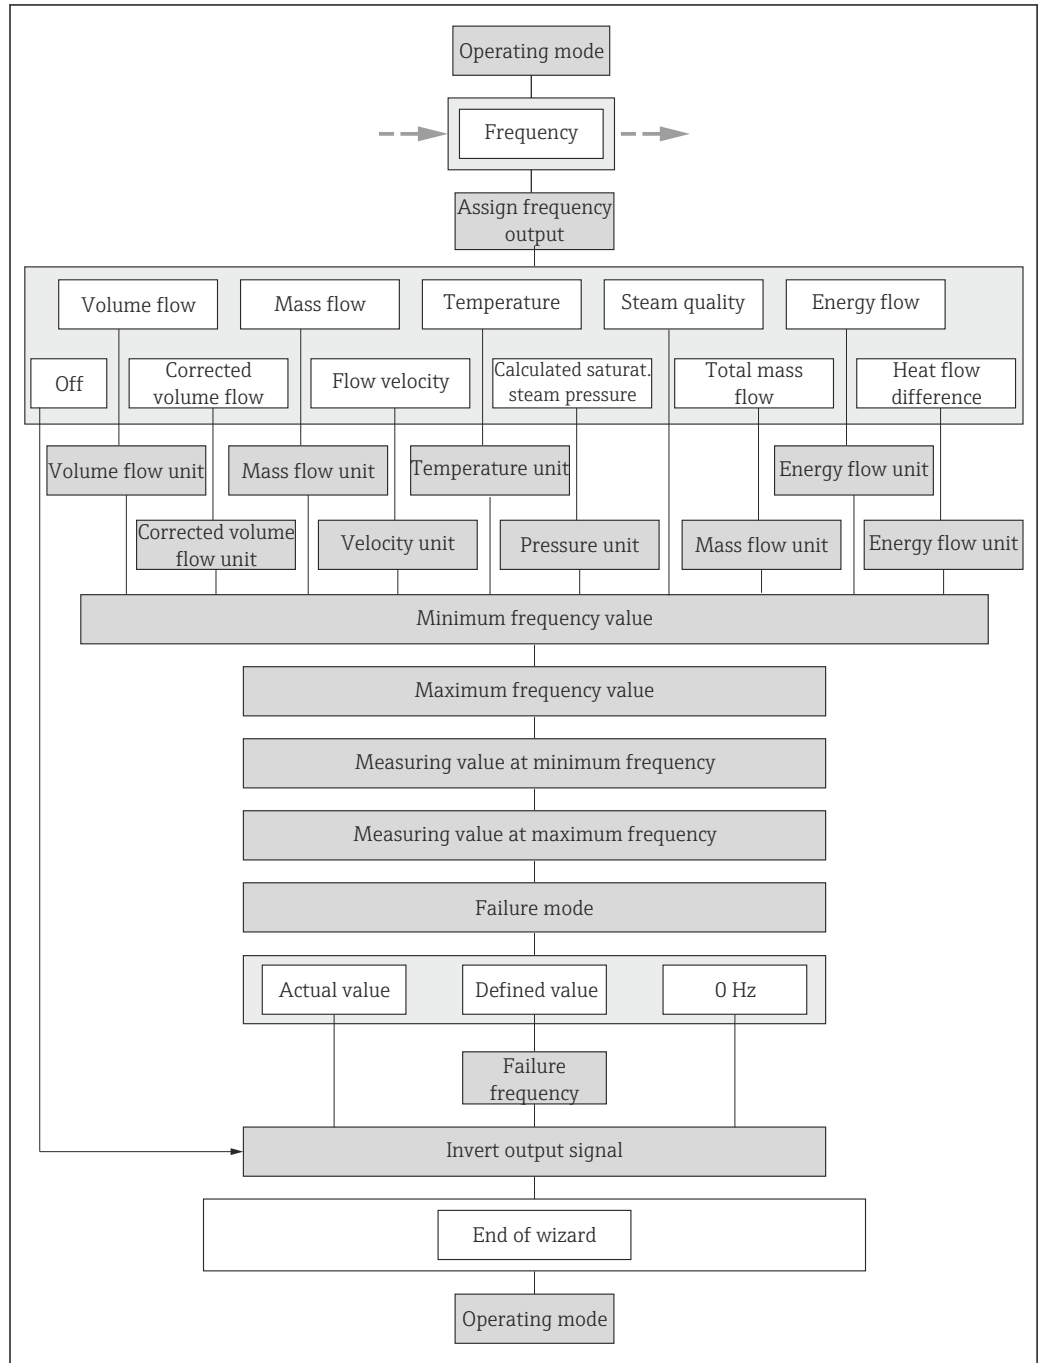 Operating mode
Frequency
Assign frequency
output
Volume flow
Mass flow
Temperature
Steam quality
Energy flow
Off
Corrected
volume flow
Flow velocity
Calculated saturat.
steam pressure
Total mass
flow
Heat flow
difference
Volume flow unit
Mass flow unit
Temperature unit
Energy flow unit
Corrected volume
flow unit
Velocity unit
Pressure unit
Mass flow unit
Energy flow unit
Minimum frequency value
Maximum frequency value
Measuring value at minimum frequency
Measuring value at maximum frequency
Failure mode
Actual value
Defined value
0 Hz
Failure
frequency
Invert output signal
End of wizard
Operating mode